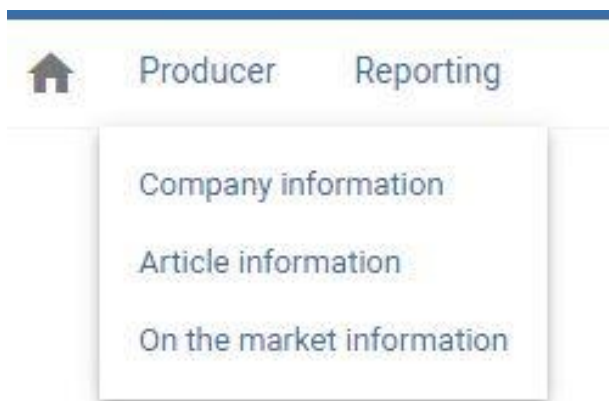 Producer Reporting
Company information
Article information
On the market information